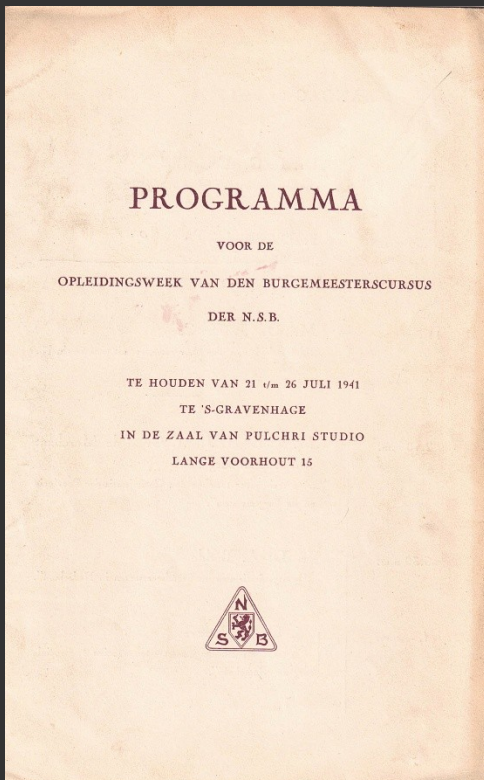 PROGRAMMA
VOOR DE
OPLEIDINGSWEEK VAN DEN BURGEMEESTERSCURSUS
DER N.S.B.
TE HOUDEN VAN 21 t/m 26 JULI 1941
TE 'S-GRAVENHAGE
IN DE ZAAL VAN PULCHRI STUDIO
LANGE VOORHOUT 15
N
S B